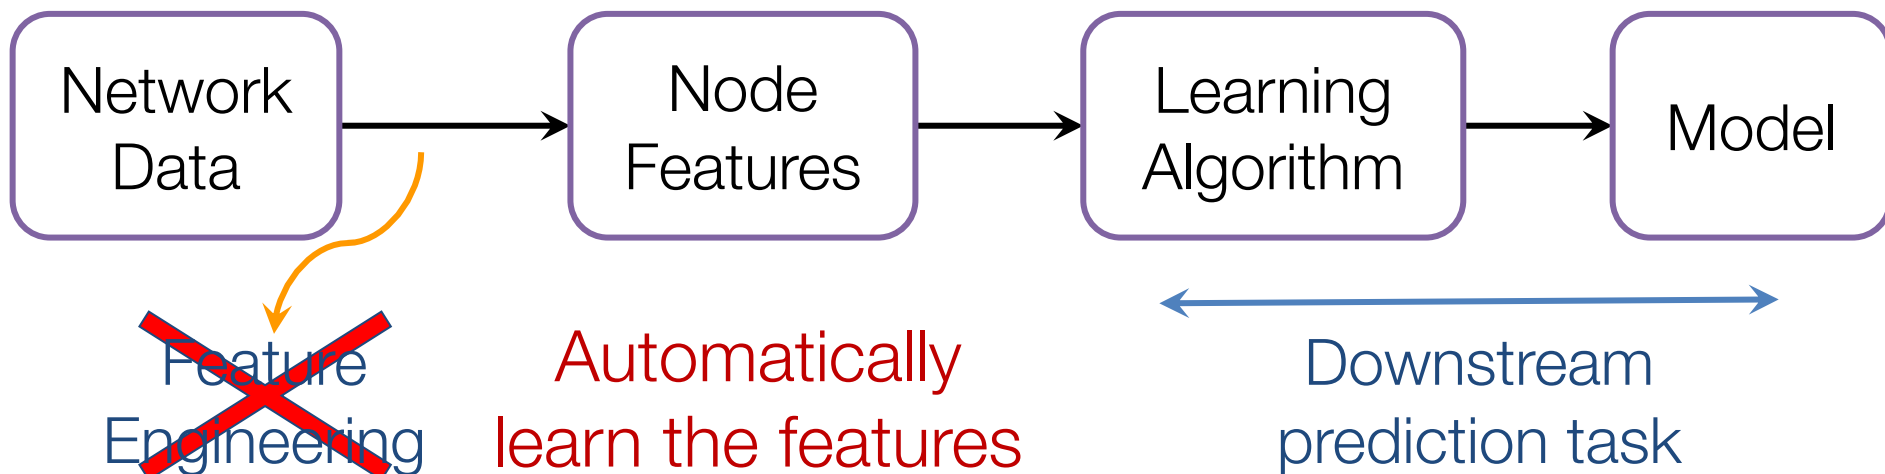 Network
Data
Node
Features
Learning
Algorithm
Model
Feature
Engineering
Automatically
learn the features
Downstream
prediction task